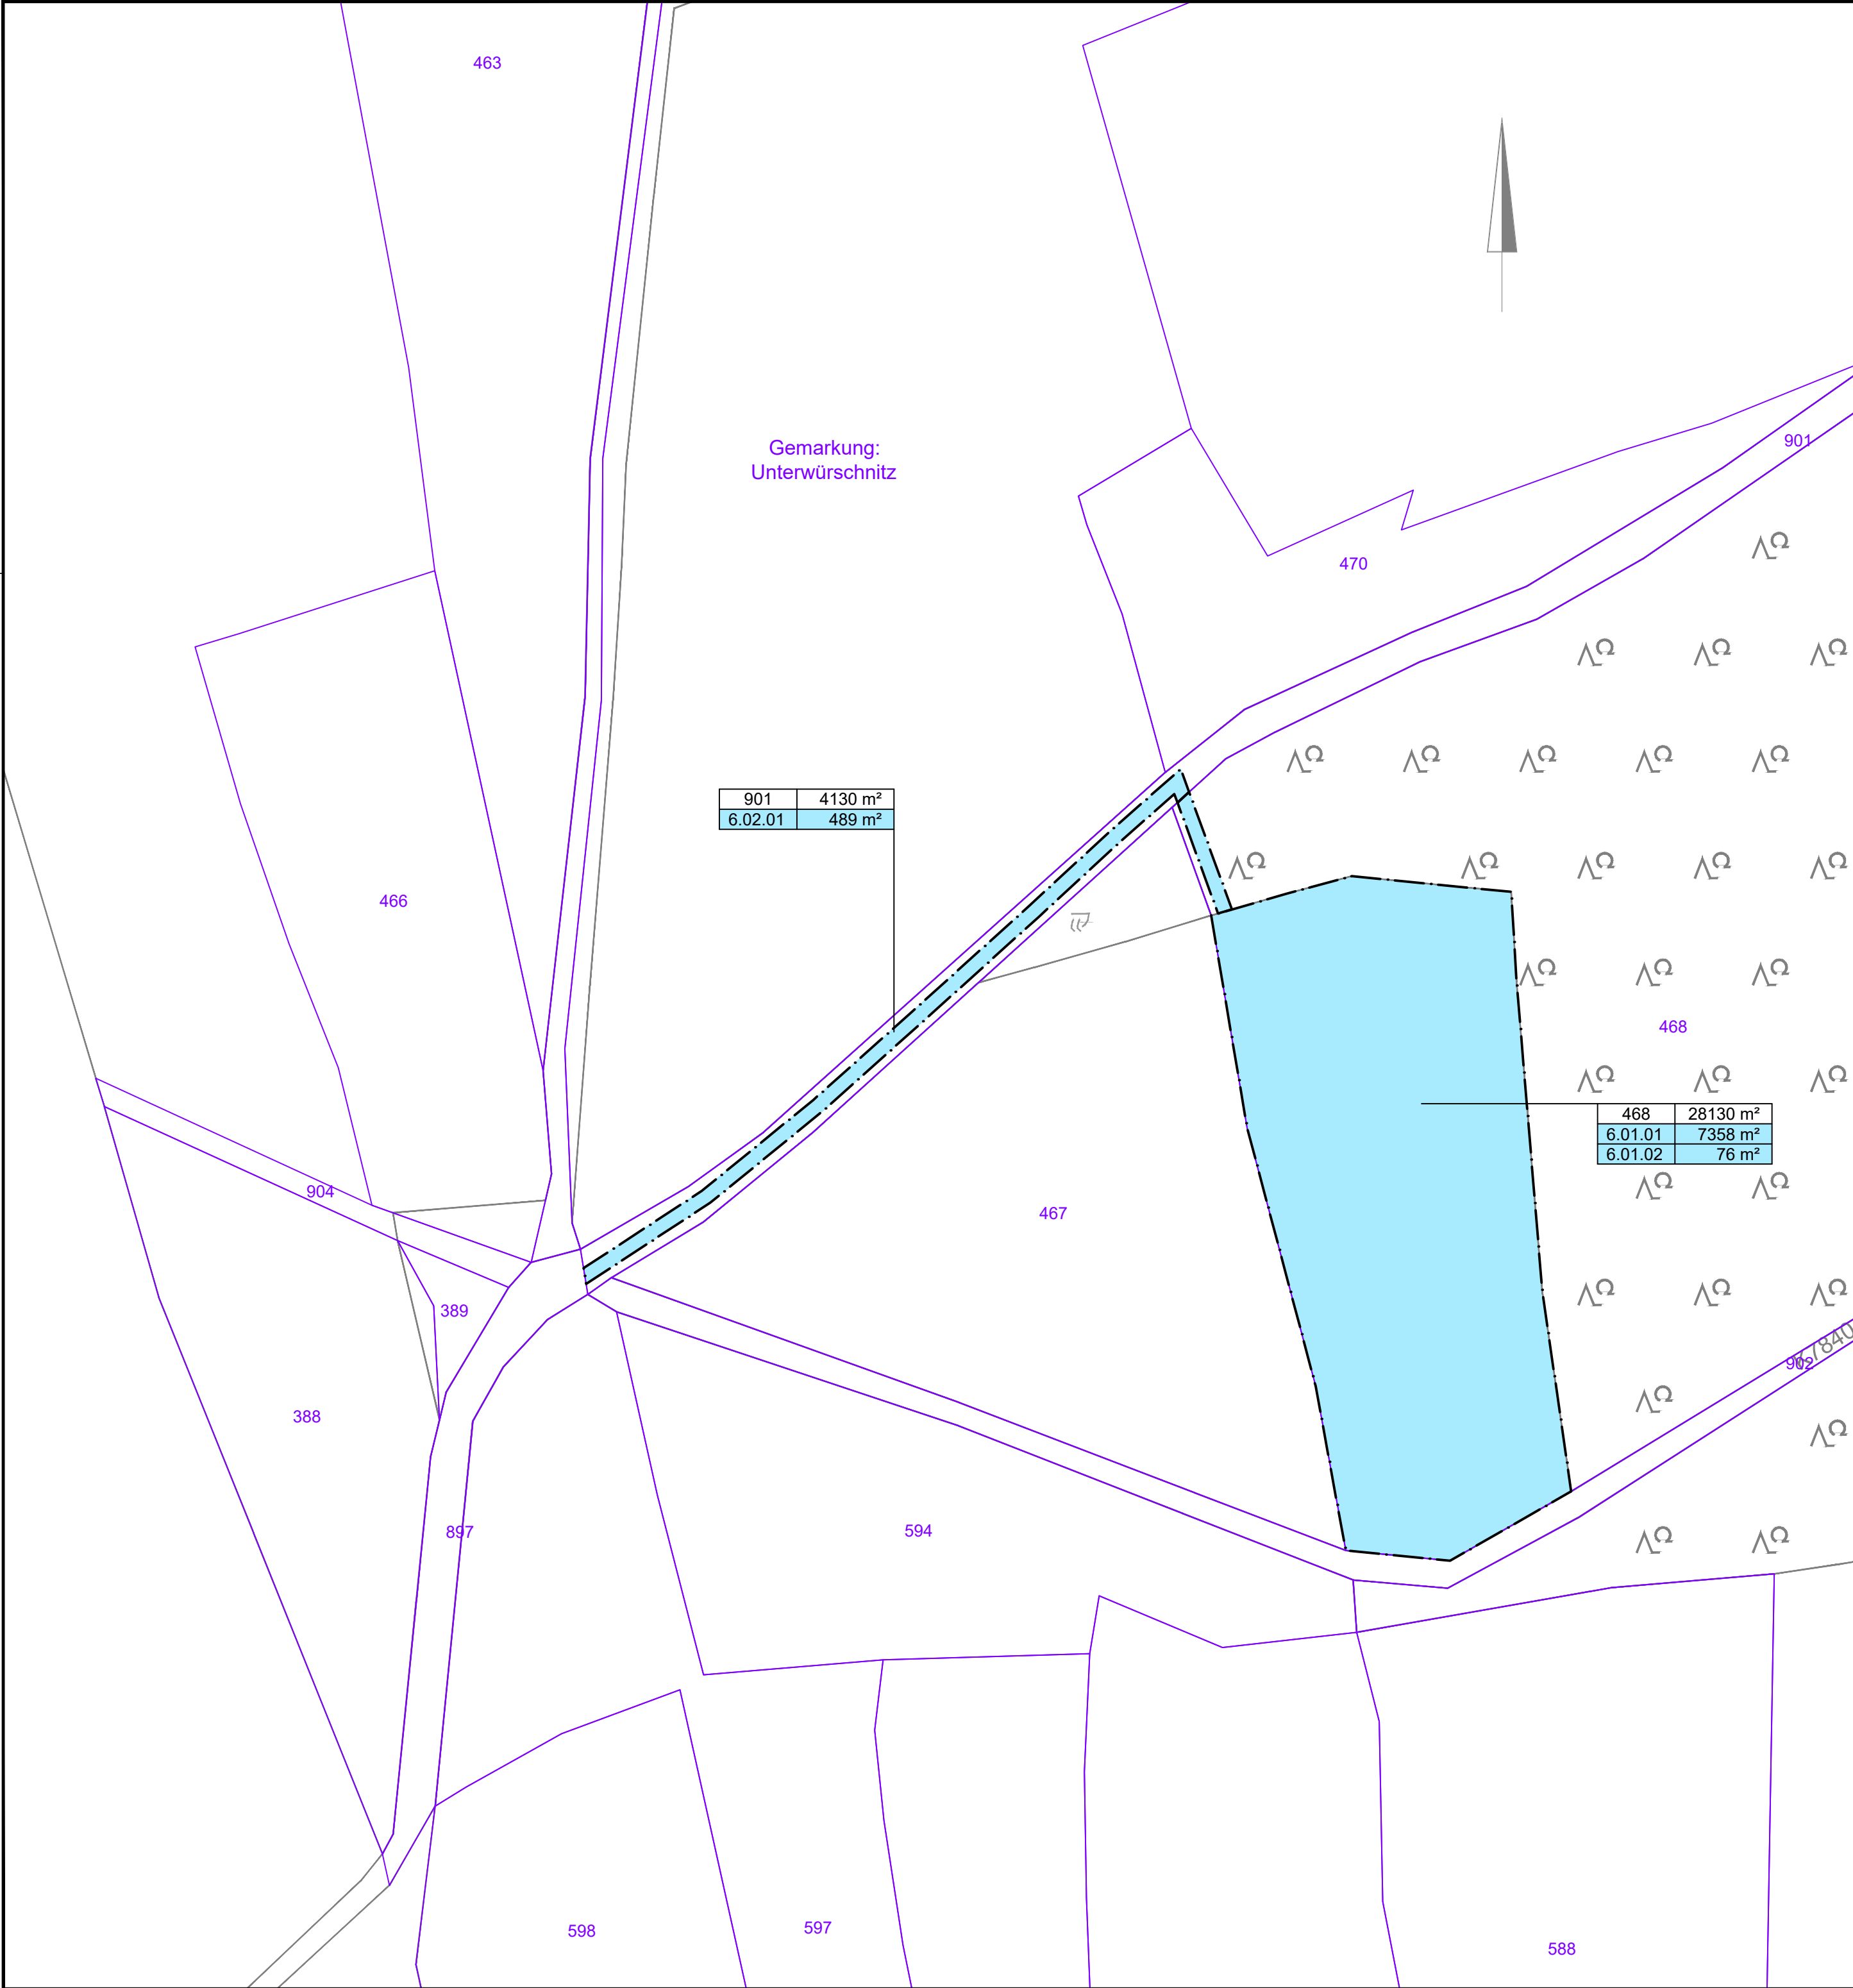 463
Gemarkung:
Unterwürschnitz
901
470
901 4130 m²
6.02.01 489 m²
466
468
468 28130 m²
6.01.01 7358 m²
6.01.02 76 m²
904
467
389
K7840
902
388
897
594
598
597
588